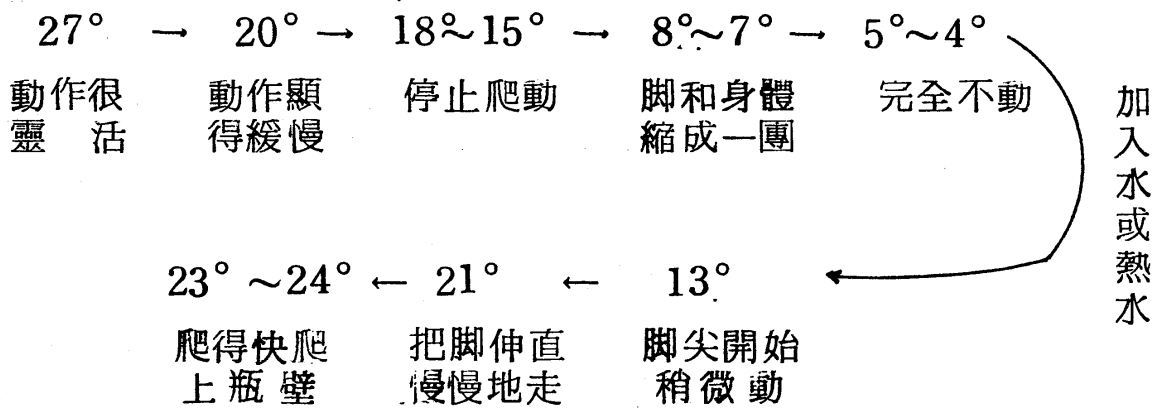 27° → 20° → 18°~15° → 8°~7° → 5°~4°
動作很 動作顯 停止爬動 脚和身體 完全不動
靈 活 得緩慢 縮成一團
加入水或熱水
23°~24° ← 21° ← 13°
爬得快爬 把脚伸直 脚尖開始
上瓶壁 慢慢地走 稍微動